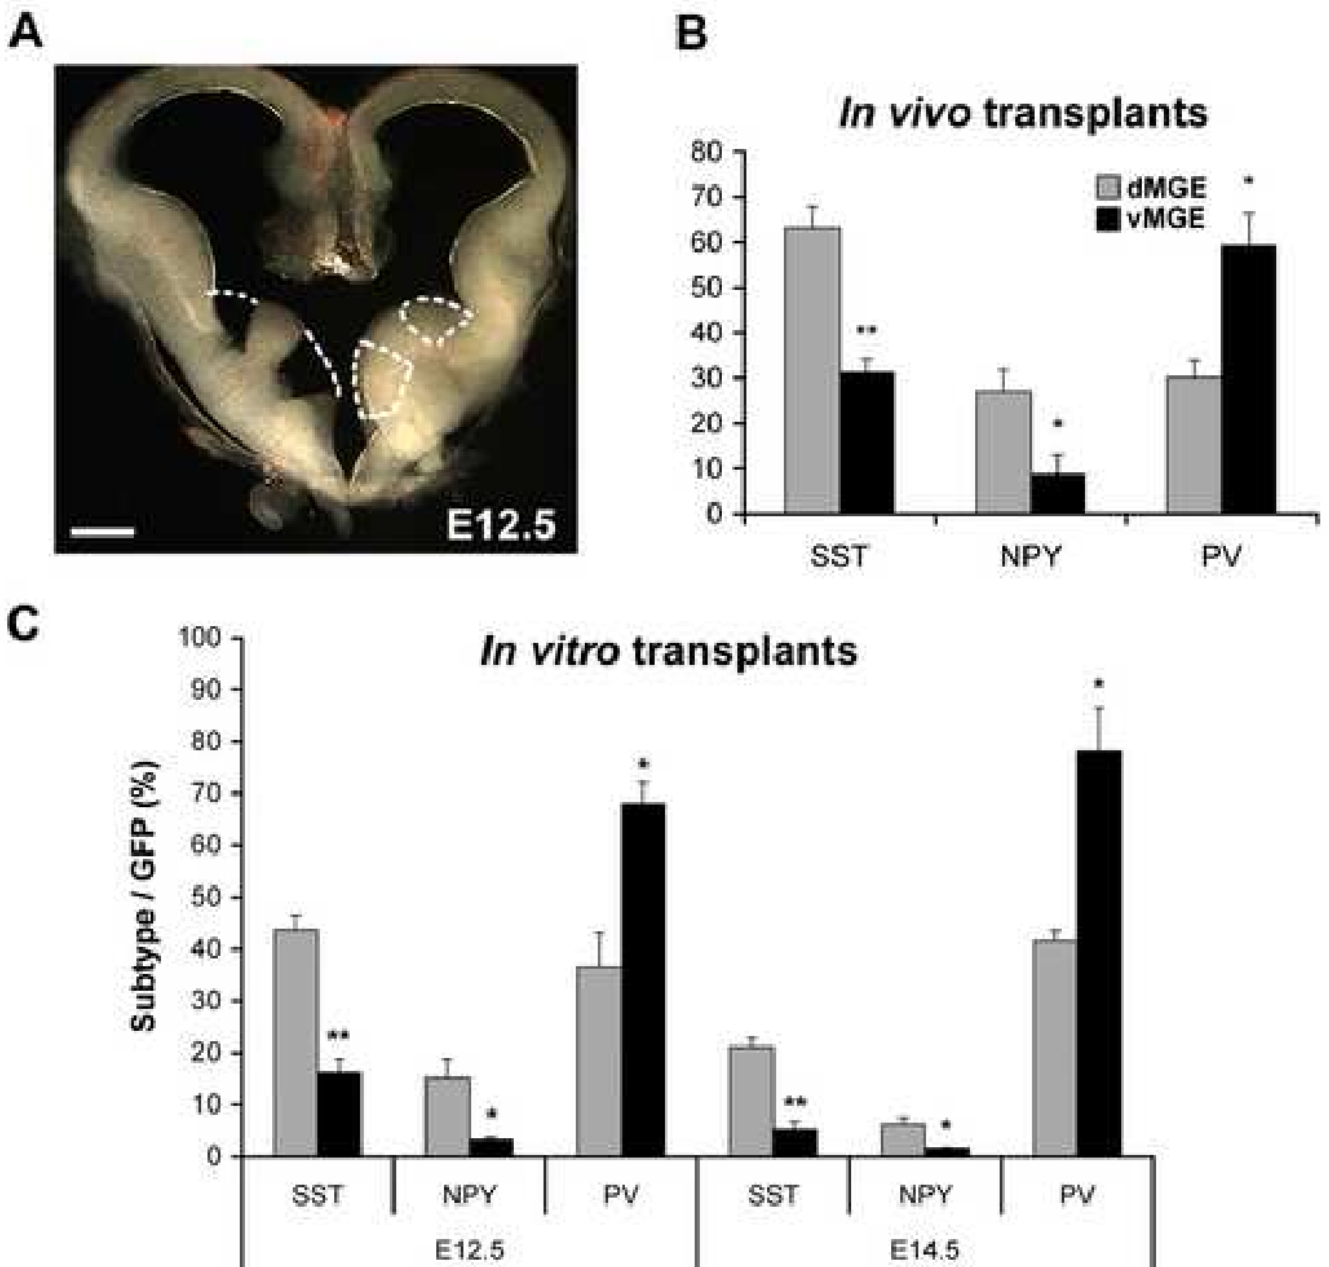 A
E12.5
B
In vivo transplants
80
70
60
50
40
30
20
10
0
dMGE
vMGE
*
**
*
SST NPY PV
C
In vitro transplants
Subtype / GFP (%)
100
90
80
70
60
50
40
30
20
10
0
**
*
*
**
*
*
SST NPY PV SST NPY PV
E12.5 E14.5